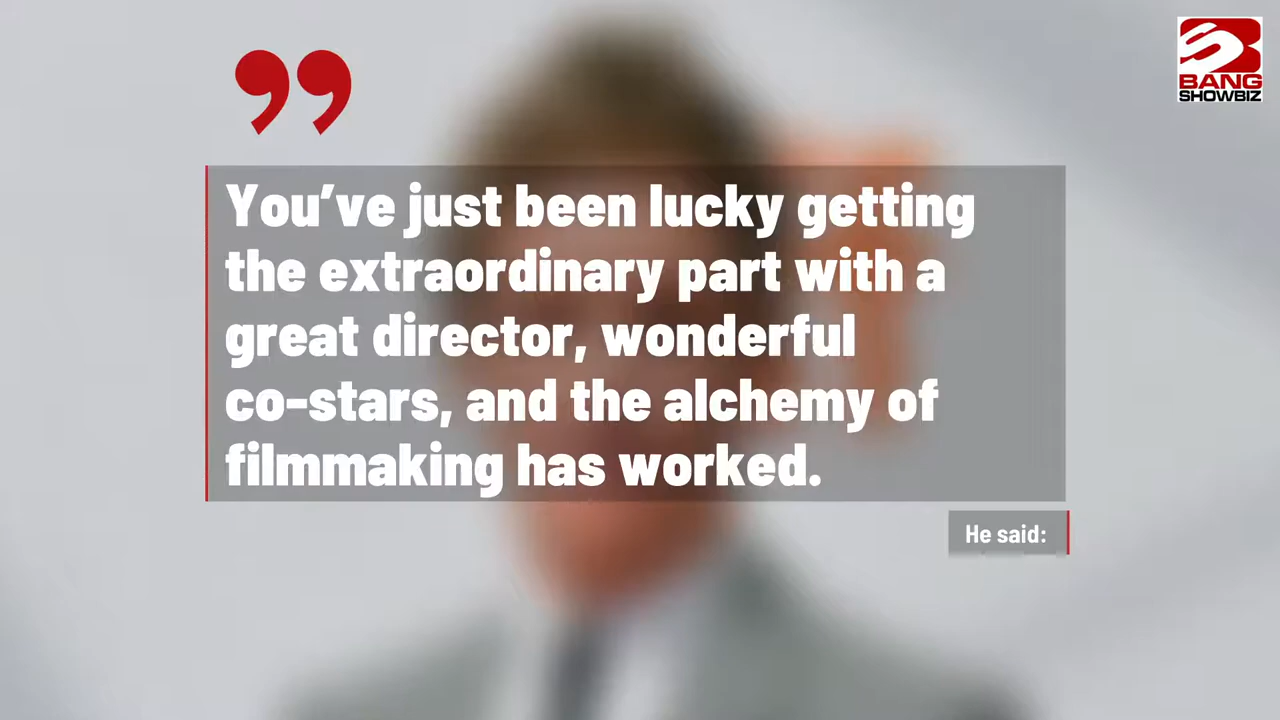 BANG
SHOWBIZ
You’ve just been lucky getting
the extraordinary part with a
great director, wonderful
co-stars, and the alchemy of
filmmaking has worked.
He said: